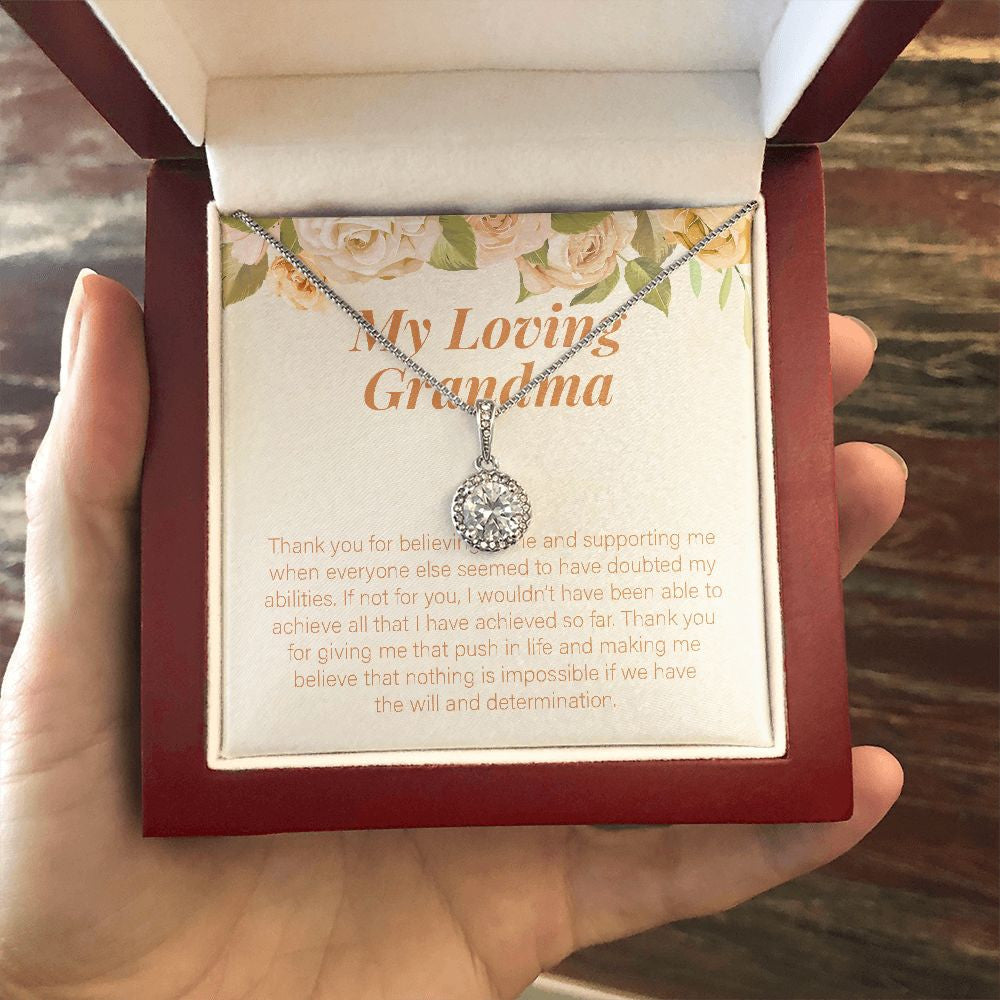 My Loving
Grandma
Thank you for believin and supporting me
when everyone else seemed to have doubted my
abilities. If not for you, I wouldn't have been able to
achieve all that I have achieved so far. Thank you
for giving me that push in life and making me
believe that nothing is impossible if we have
the will and determination.